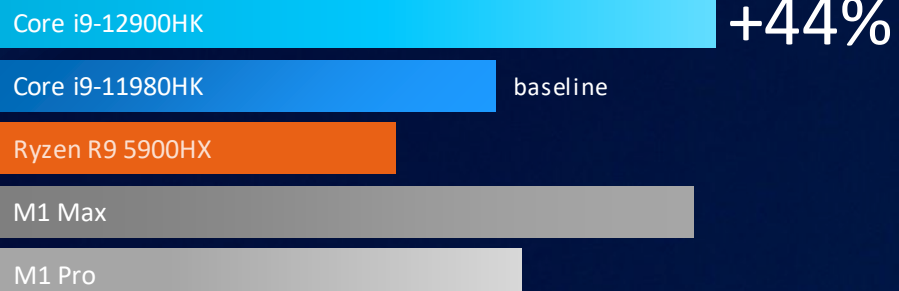 Core i9-12900HK +44%
Core i9-11980HK baseline
Ryzen R9 5900HX
M1 Max
M1 Pro